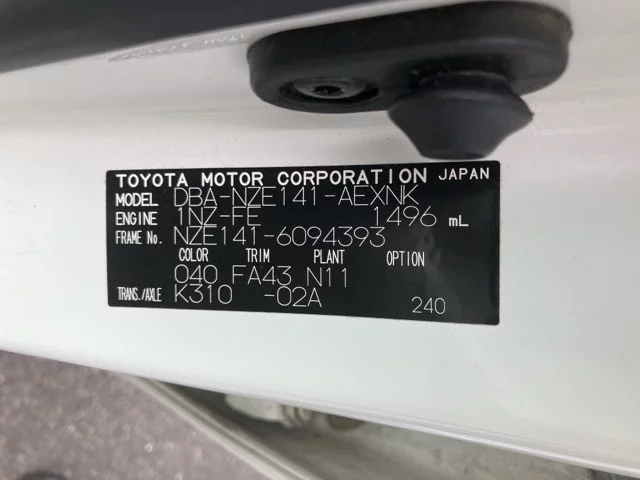 TOYOTA MOTOR CORPORATION JAPAN
MODEL DBA-NZE141-AEXNK
ENGINE 1NZ-FE 1496 mL
FRAME No. NZE141-6094393
COLOR TRIM PLANT OPTION
040 FA43 N11
TRANS./AXLE K310 -02A
240